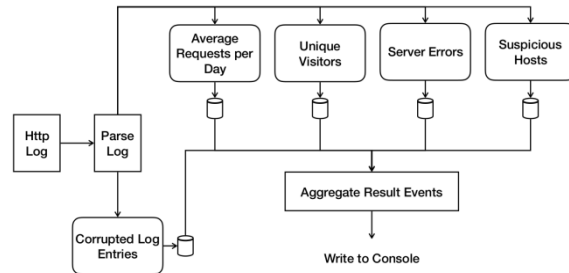 Average
Requests per
Day
Unique
Visitors
Server Errors
Suspicious
Hosts
Http
Log
Parse
Log
Aggregate Result Events
Corrupted Log
Entries
Write to Console